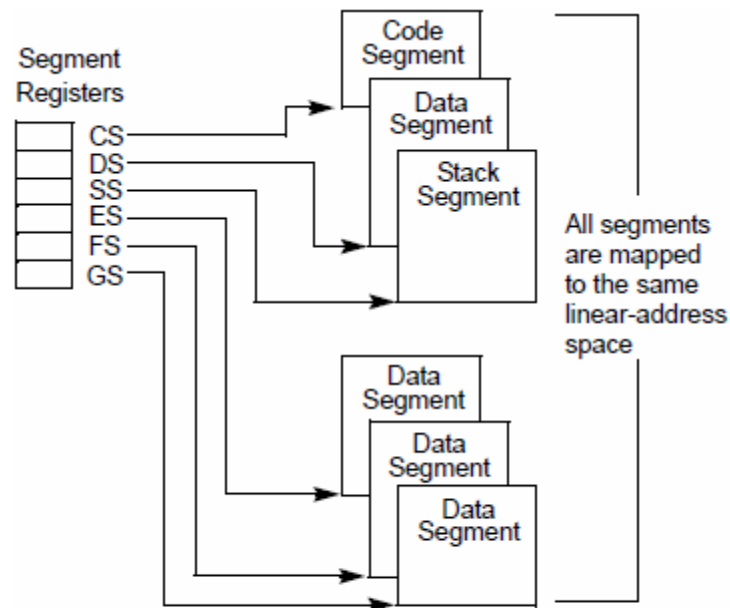 Segment
Registers
CS
DS
SS
ES
FS
GS
Code
Segment
Data
Segment
Stack
Segment
Data
Segment
Data
Segment
Data
Segment
All segments
are mapped
to the same
linear-address
space